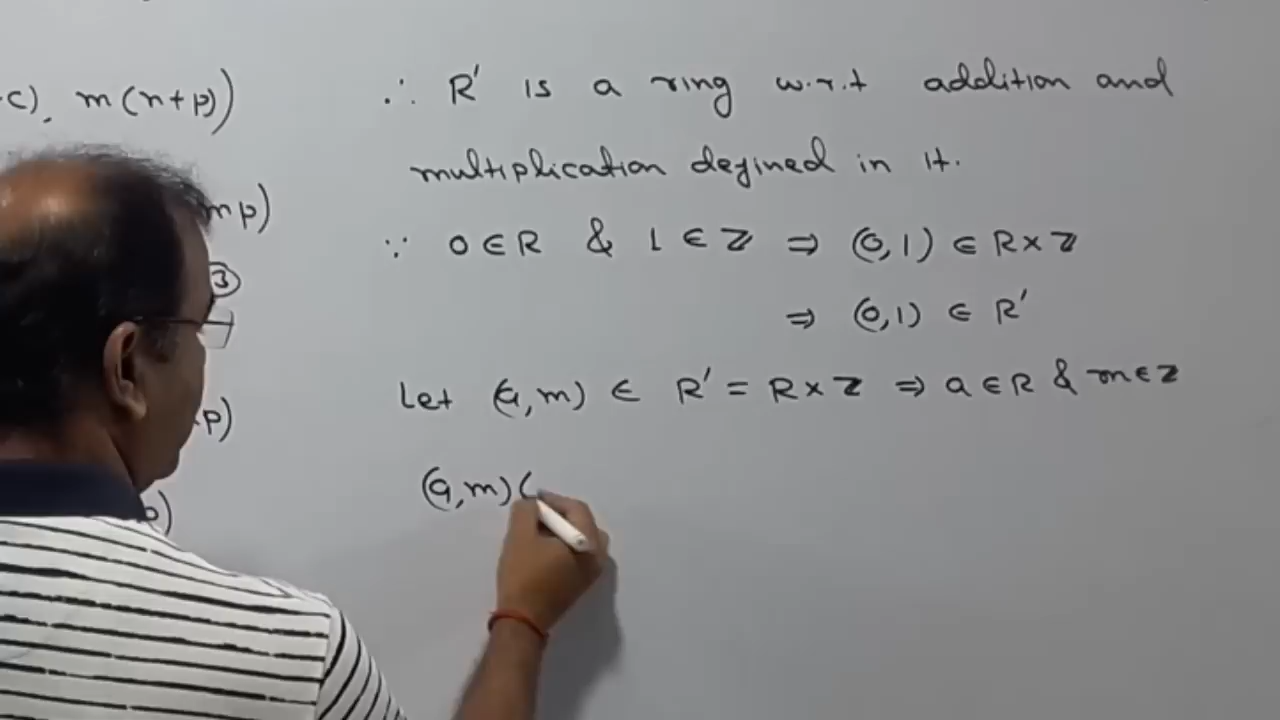 c), m(n+p))
mp)
③
p)
)
∴ R' is a ring w.r.t addition and
multiplication defined in it.
∵ 0 ∈ R & 1 ∈ Z ⇒ (0,1) ∈ R×Z
⇒ (0,1) ∈ R'
Let (a,m) ∈ R' = R×Z ⇒ a ∈ R & m ∈ Z
(a,m)(